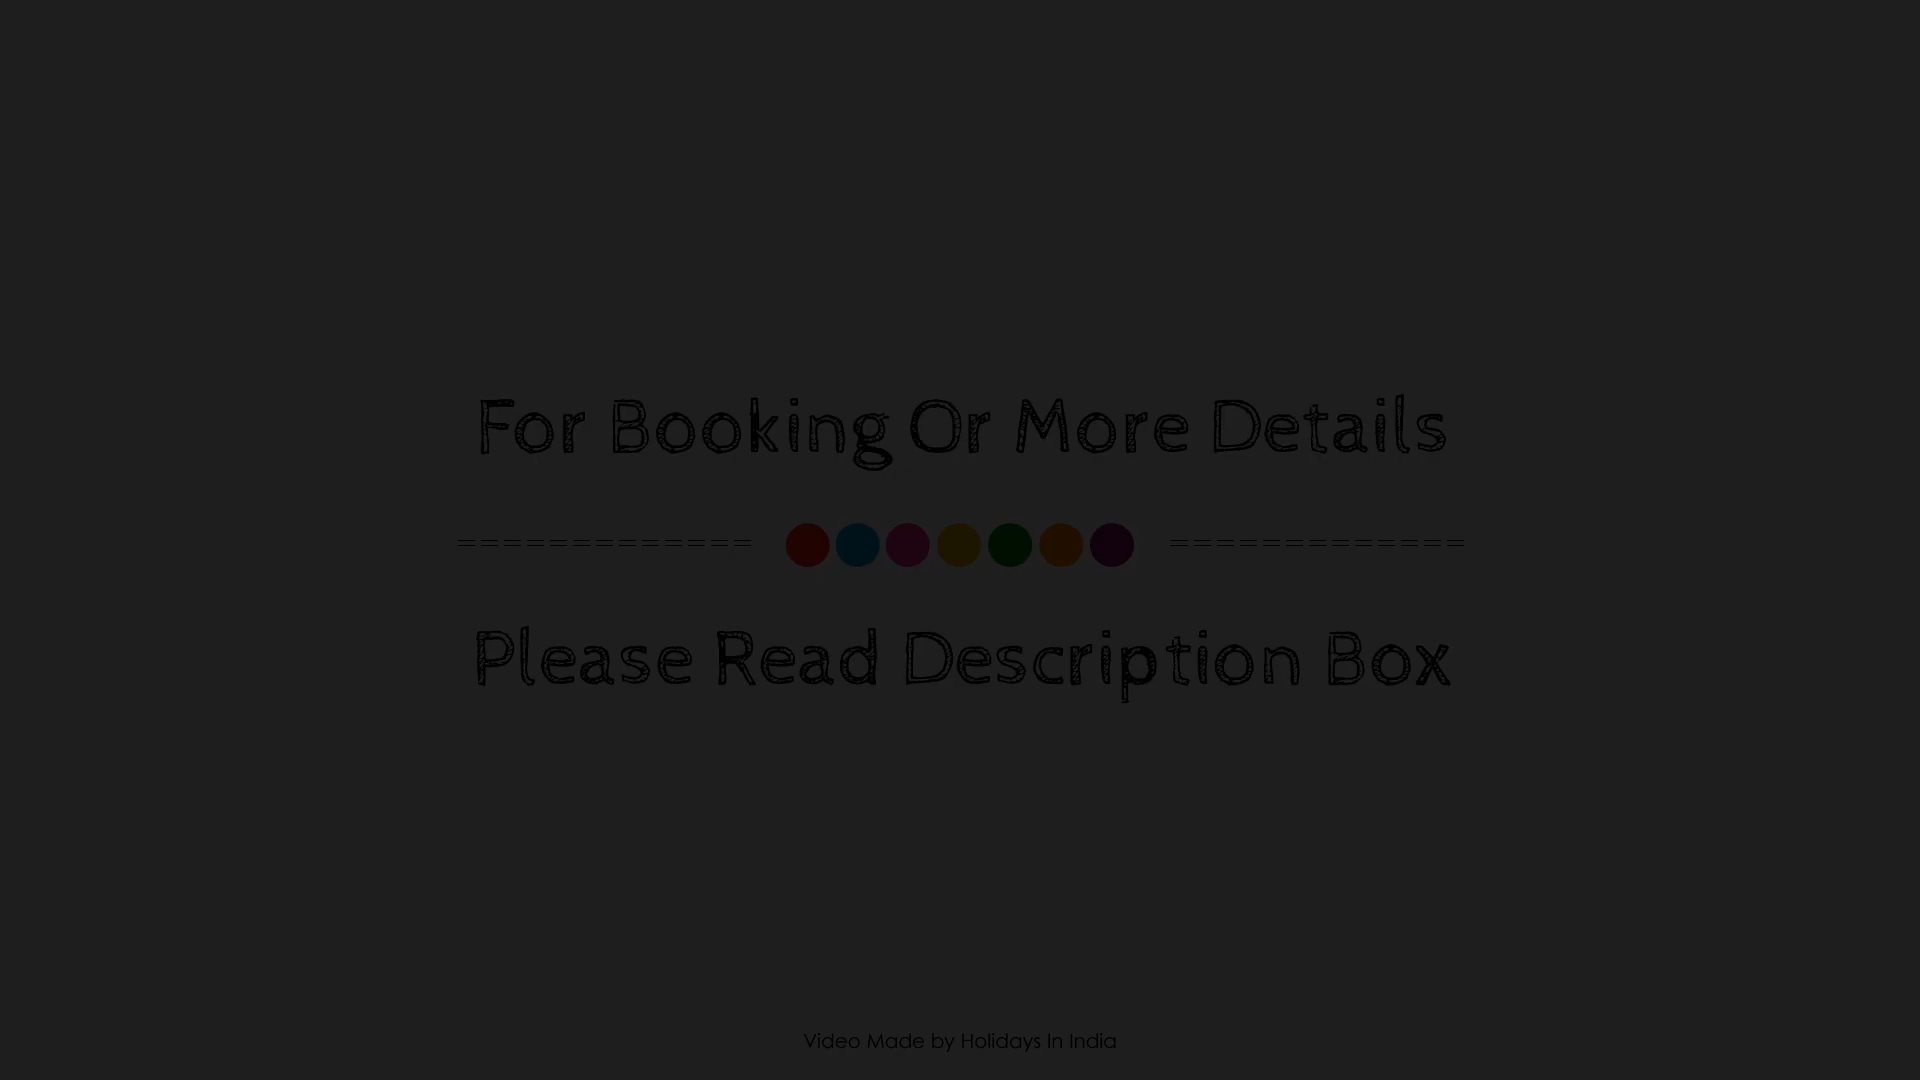 For Booking Or More Details
============= =============
Please Read Description Box
Video Made by Holidays In India